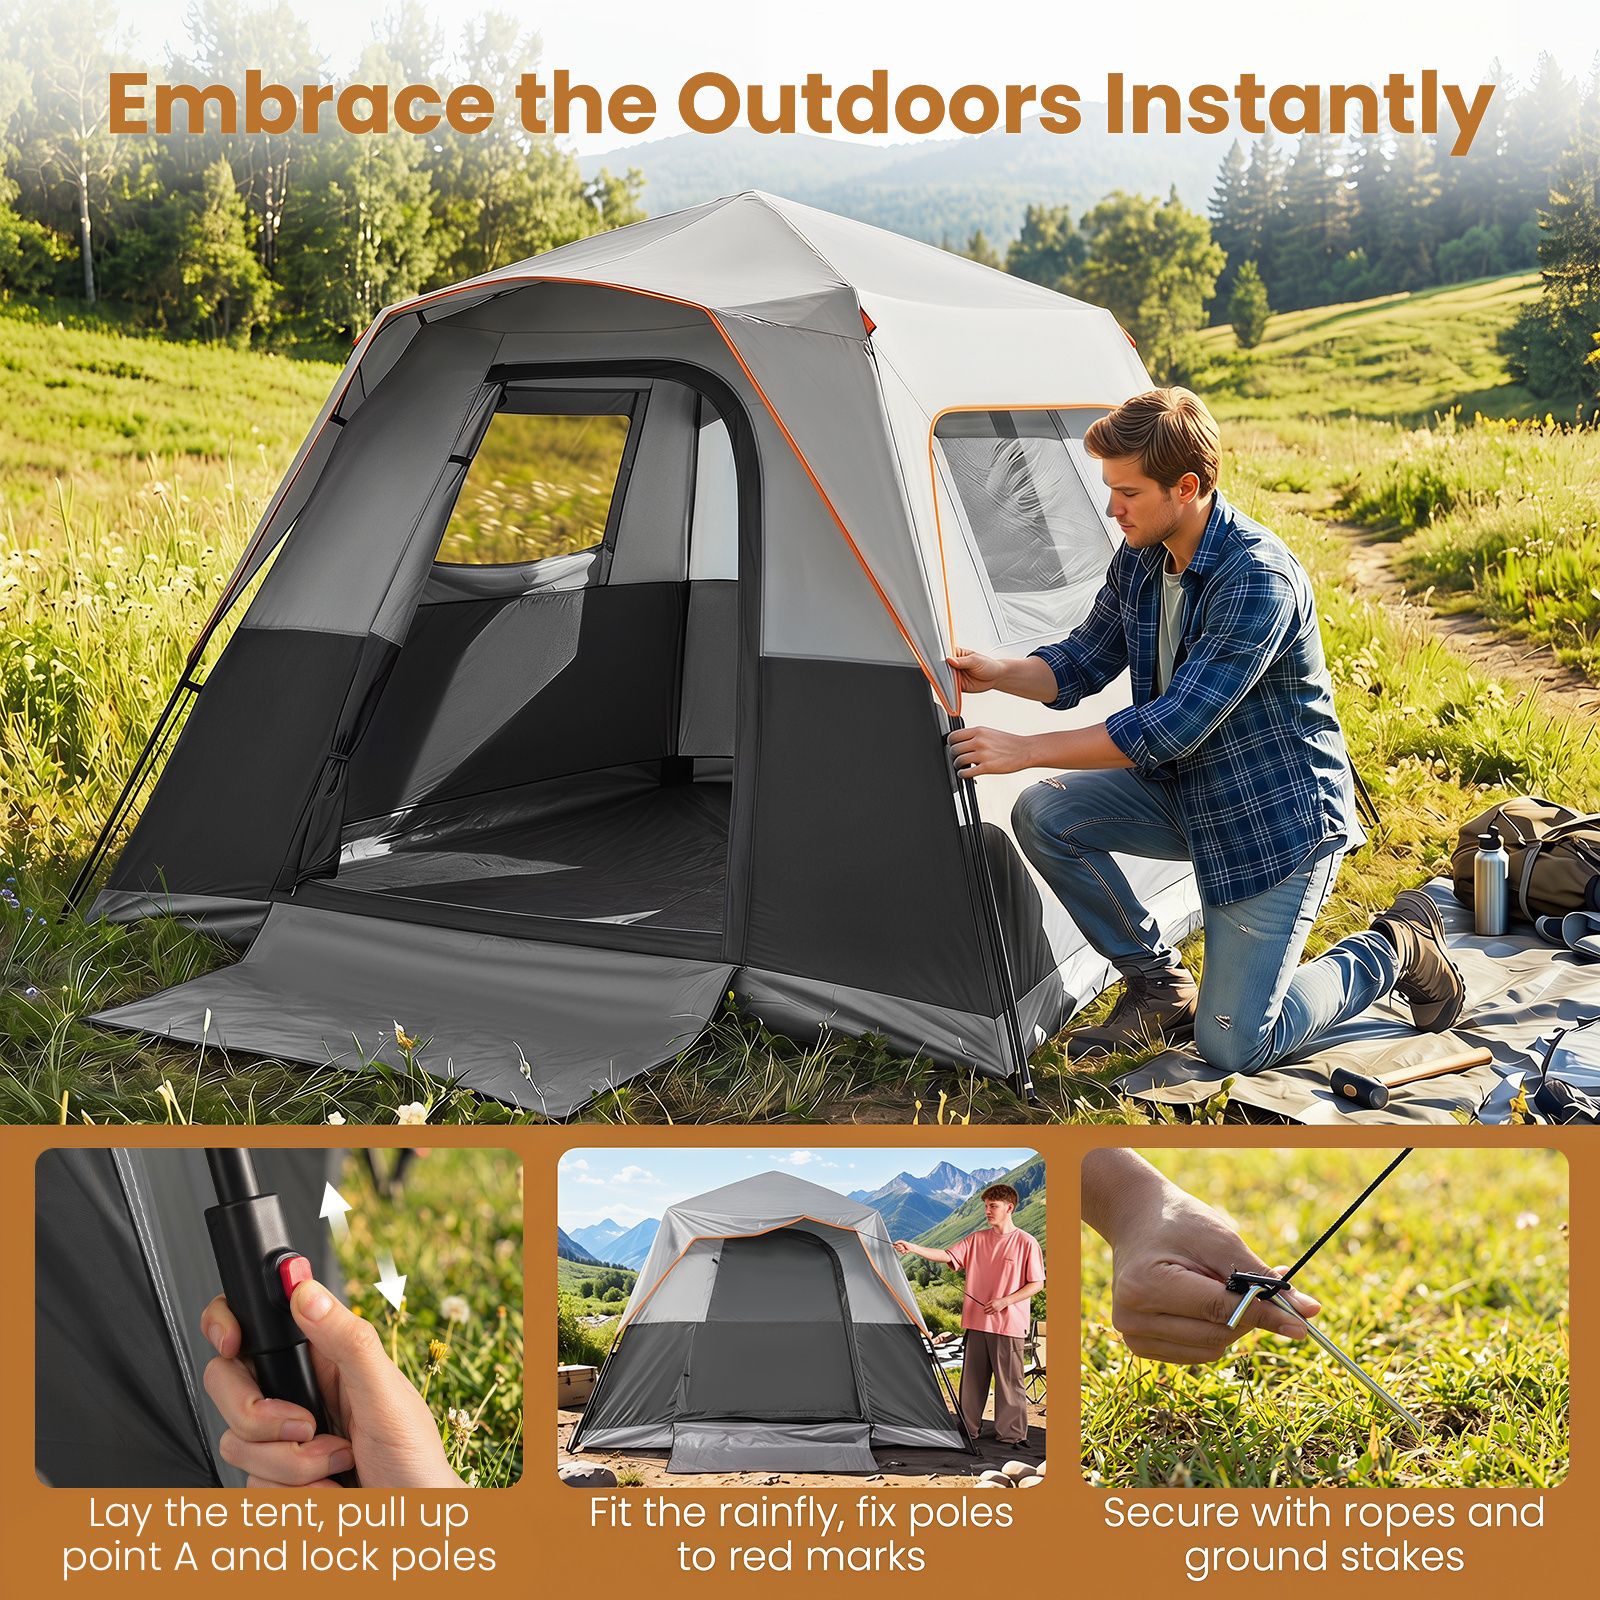 Embrace the Outdoors Instantly
Lay the tent, pull up
point A and lock poles
Fit the rainfly, fix poles
to red marks
Secure with ropes and
ground stakes